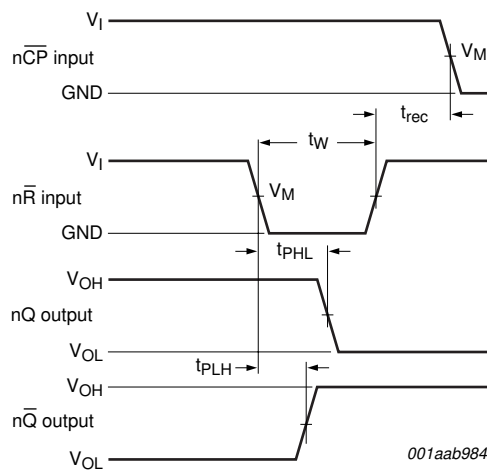 V_I
nC̅P̅ input
V_M
GND
t_rec
t_W
V_I
nR̅ input
V_M
GND
t_PHL
V_OH
nQ output
V_OL
t_PLH
V_OH
nQ̅ output
V_OL
001aab984